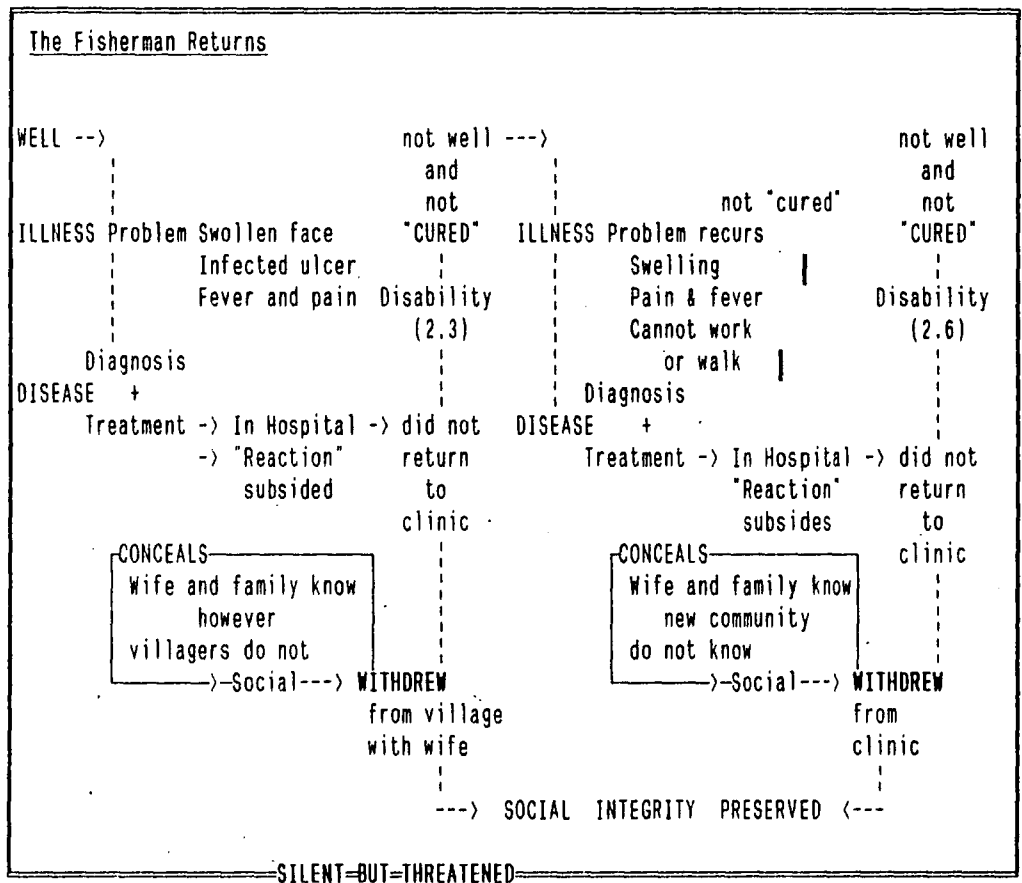 The Fisherman Returns
WELL --> not well ---> not well
and and
not not "cured" not
ILLNESS Problem Swollen face "CURED" ILLNESS Problem recurs "CURED"
Infected ulcer Swelling
Fever and pain Disability Pain & fever Disability
(2.3) Cannot work (2.6)
Diagnosis or walk
DISEASE + Diagnosis
Treatment -> In Hospital -> did not DISEASE +
-> "Reaction" return Treatment -> In Hospital -> did not
subsided to "Reaction" return
clinic subsides to
CONCEALS CONCEALS clinic
Wife and family know Wife and family know
however new community
villagers do not do not know
>-Social---> WITHDREW >-Social---> WITHDREW
from village from
with wife clinic
---> SOCIAL INTEGRITY PRESERVED <---
SILENT=BUT=THREATENED